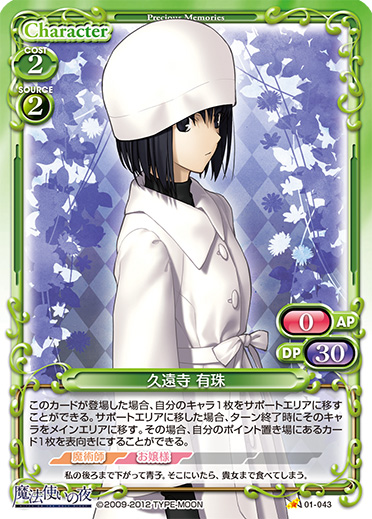 Precious Memories
Character
COST
2
SOURCE
2
0 AP
DP 30
久遠寺 有珠
このカードが登場した場合、自分のキャラ1枚をサポートエリアに移す
ことができる。サポートエリアに移した場合、ターン終了時にそのキャ
ラをメインエリアに移す。その場合、自分のポイント置き場にあるカー
ド1枚を表向きにすることができる。
魔術師 お嬢様
私の後ろまで下がって青子。そこにいたら、貴女まで食べてしまう。
魔法使いの夜
©2009-2012 TYPE-MOON
N 01-043